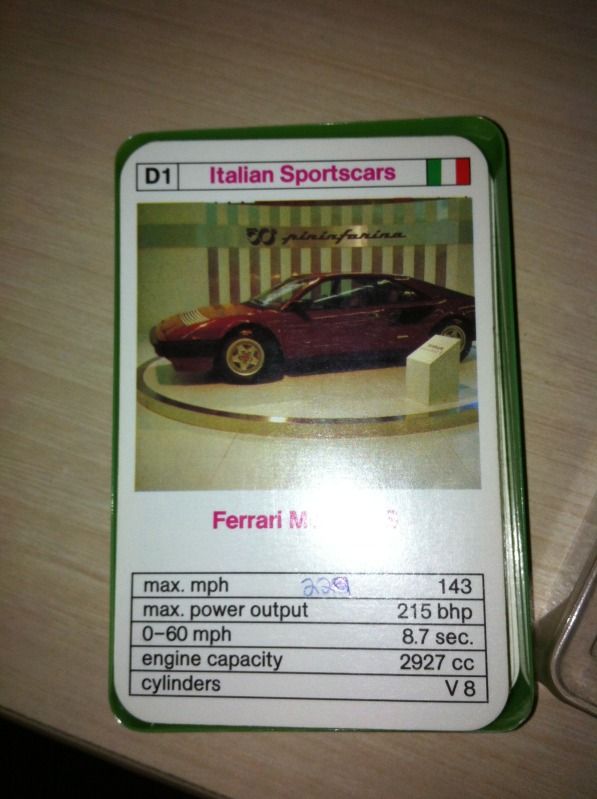 D1 Italian Sportscars
pininfarina
Ferrari
max. mph 229 143
max. power output 215 bhp
0–60 mph 8.7 sec.
engine capacity 2927 cc
cylinders V 8